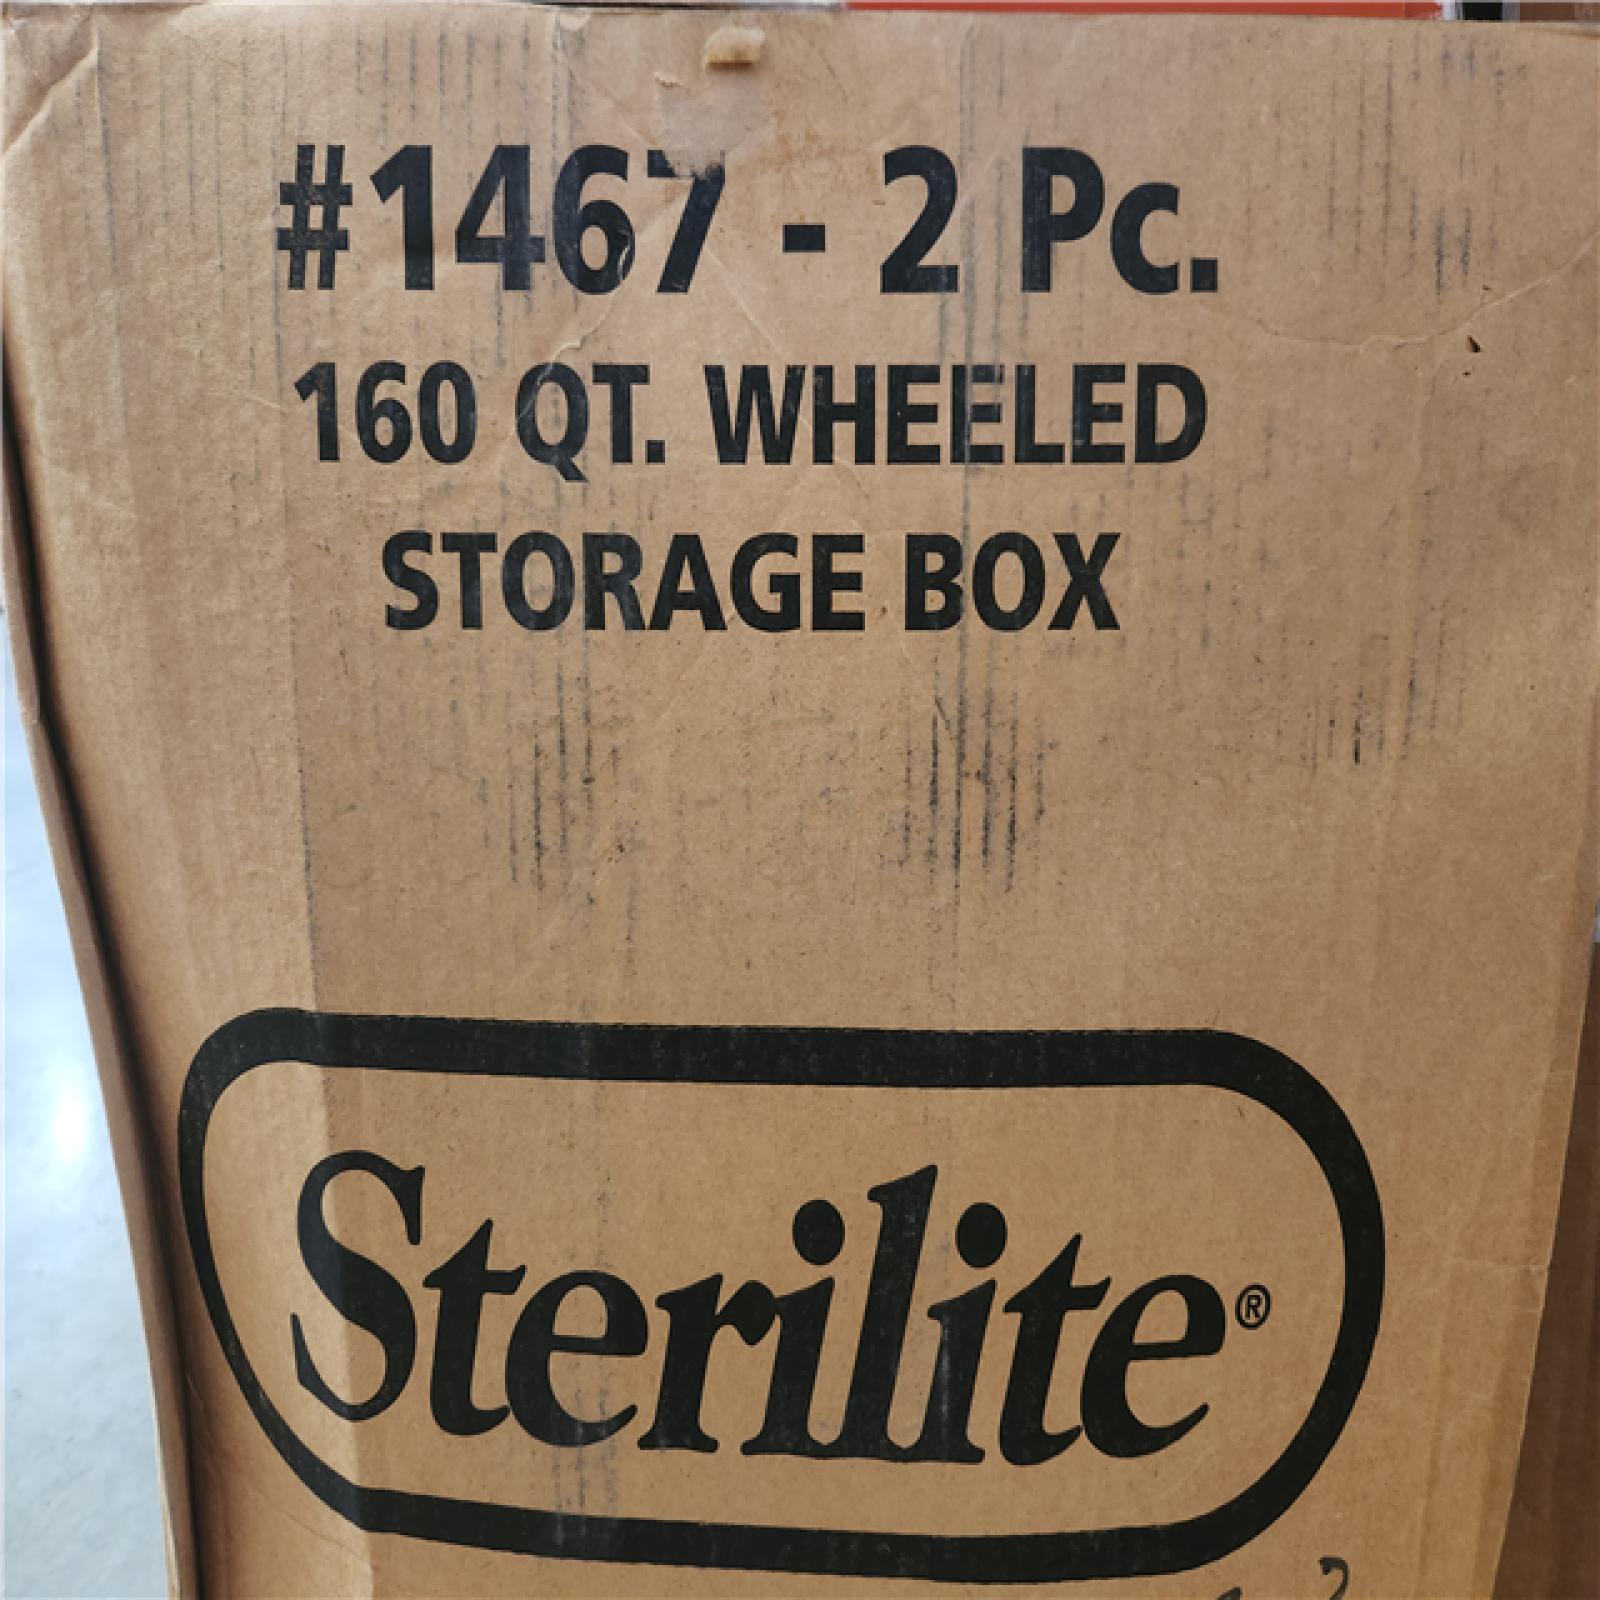 #1467 - 2 Pc.
160 QT. WHEELED
STORAGE BOX
Sterilite®